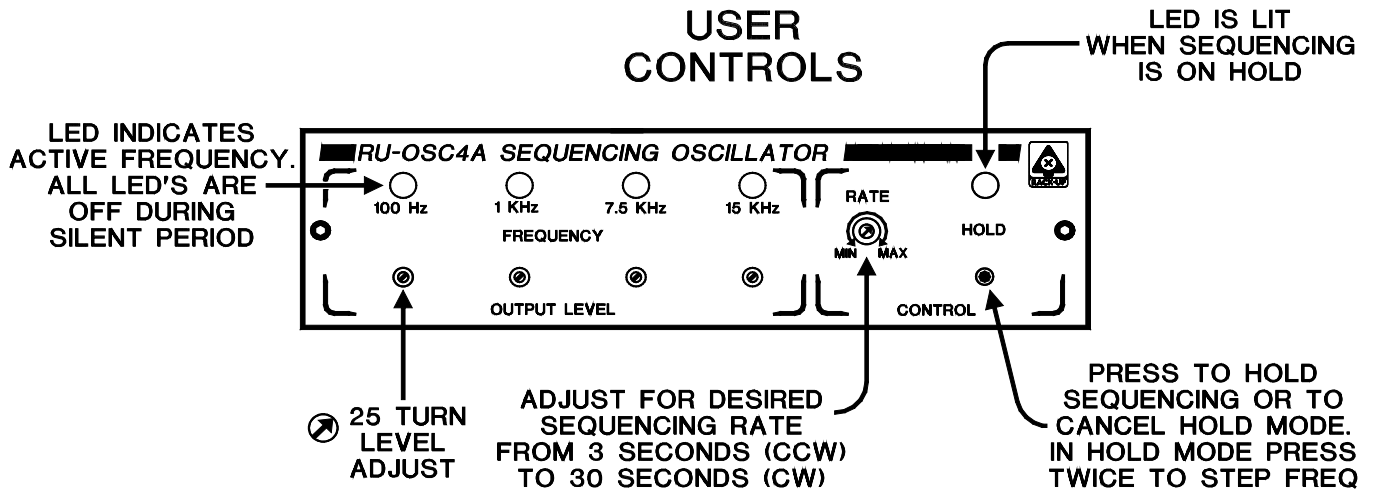 USER
CONTROLS
LED IS LIT
WHEN SEQUENCING
IS ON HOLD
LED INDICATES
ACTIVE FREQUENCY.
ALL LED'S ARE
OFF DURING
SILENT PERIOD
RU-OSC4A SEQUENCING OSCILLATOR
BACK-UP
100 Hz
1 KHz
7.5 KHz
15 KHz
FREQUENCY
OUTPUT LEVEL
RATE
MIN MAX
HOLD
CONTROL
25 TURN
LEVEL
ADJUST
ADJUST FOR DESIRED
SEQUENCING RATE
FROM 3 SECONDS (CCW)
TO 30 SECONDS (CW)
PRESS TO HOLD
SEQUENCING OR TO
CANCEL HOLD MODE.
IN HOLD MODE PRESS
TWICE TO STEP FREQ